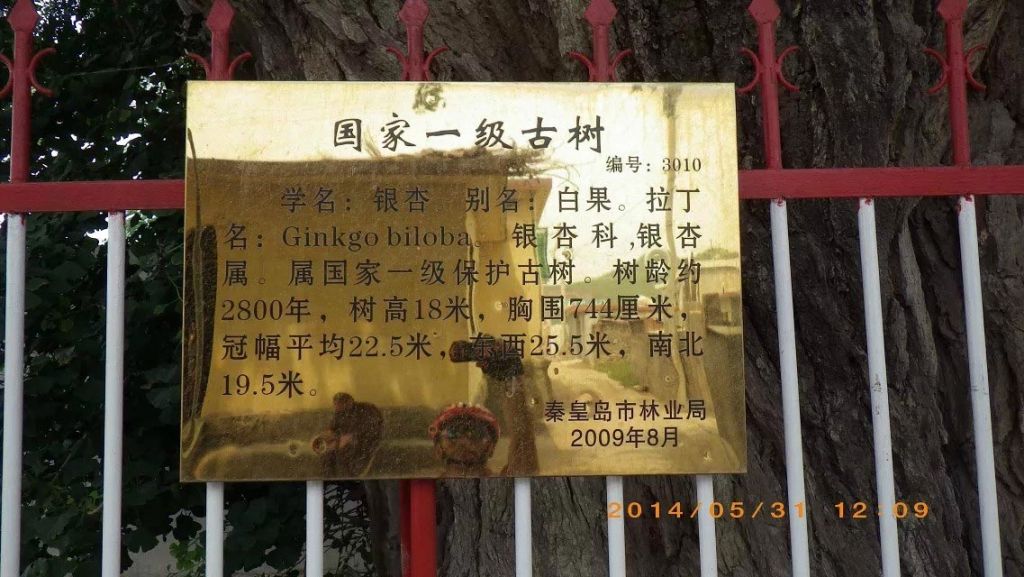 国家一级古树
编号：3010
学名：银杏。别名：白果。拉丁
名：Ginkgo biloba。银杏科,银杏
属。属国家一级保护古树。树龄约
2800年，树高18米，胸围744厘米，
冠幅平均22.5米，东西25.5米，南北
19.5米。
秦皇岛市林业局
2009年8月
2014/05/31 12:09